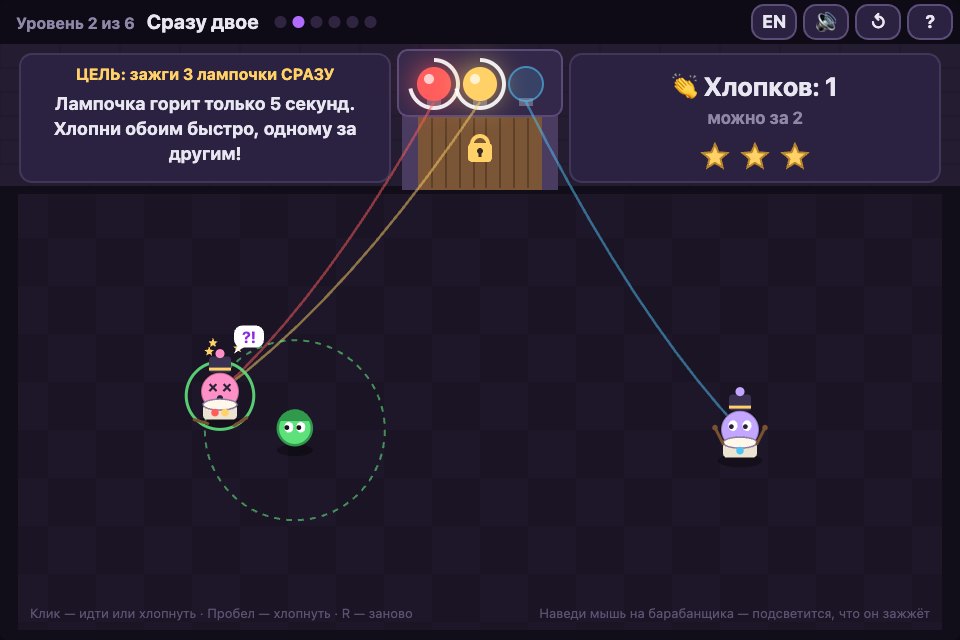 Уровень 2 из 6 Сразу двое
EN
?
ЦЕЛЬ: зажги 3 лампочки СРАЗУ
Лампочка горит только 5 секунд.
Хлопни обоим быстро, одному за
другим!
Хлопков: 1
можно за 2
?!
Клик — идти или хлопнуть · Пробел — хлопнуть · R — заново
Наведи мышь на барабанщика — подсветится, что он зажжёт